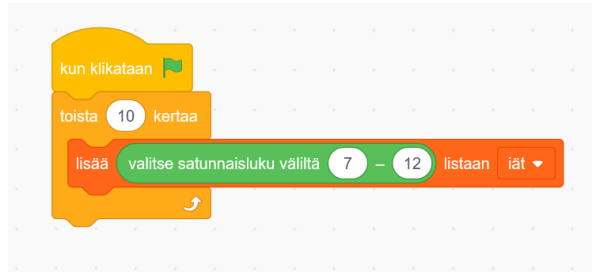 kun klikataan
toista 10 kertaa
lisää valitse satunnaisluku väliltä 7 – 12 listaan iät